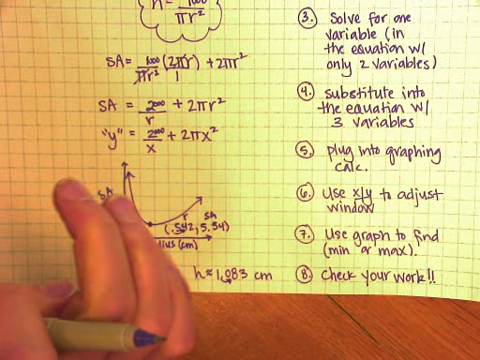 h = 1000
πr²
SA = 1000/πr² (2πr)/1 + 2πr²
SA = 2000/r + 2πr²
"y" = 2000/x + 2πx²
SA
r SA
(.542, 5.54)
(cm)
h ≈ 1,083 cm
3. Solve for one
variable (in
the equation w/
only 2 variables)
4. substitute into
the equation w/
3 variables
5. plug into graphing
calc.
6. Use x/y to adjust
window
7. Use graph to find
(min or max).
8. Check your work!!